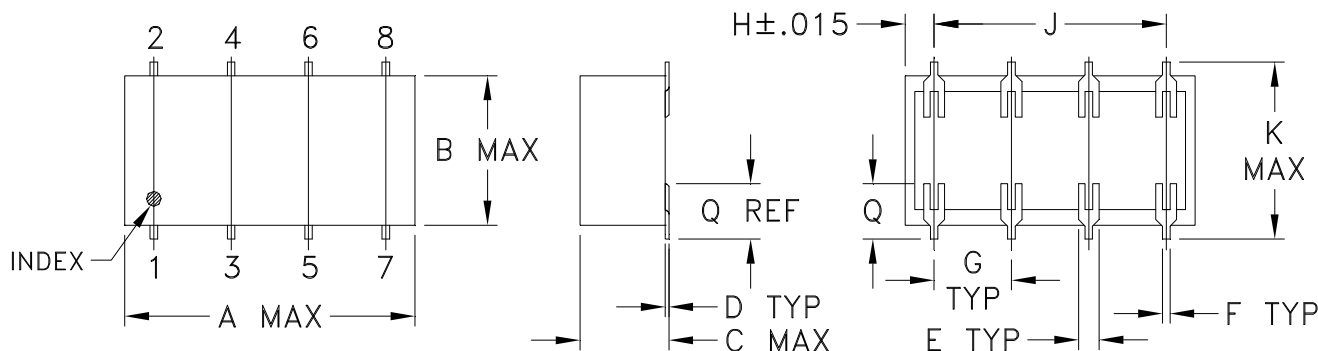 2 4 6 8
B MAX
INDEX
1 3 5 7
A MAX
Q REF
D TYP
C MAX
H±.015
J
K
MAX
Q
G
TYP
F TYP
E TYP